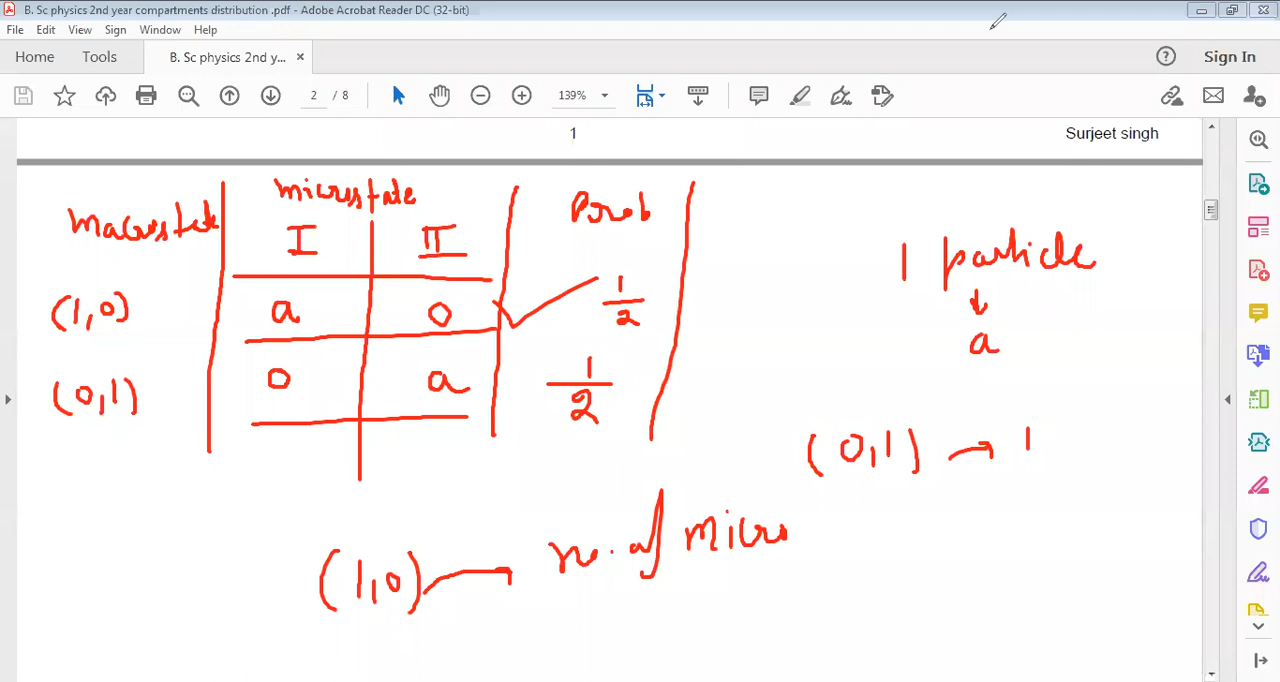 B. Sc physics 2nd year compartments distribution .pdf - Adobe Acrobat Reader DC (32-bit)
File Edit View Sign Window Help
Home Tools B. Sc physics 2nd y... × Sign In
2 / 8 139%
1 Surjeet singh
Macrostate microstate Prob
I II
1 particle
(1,0) a 0 1/2
a
(0,1) 0 a 1/2
(0,1) → 1
(1,0) → no. of micro